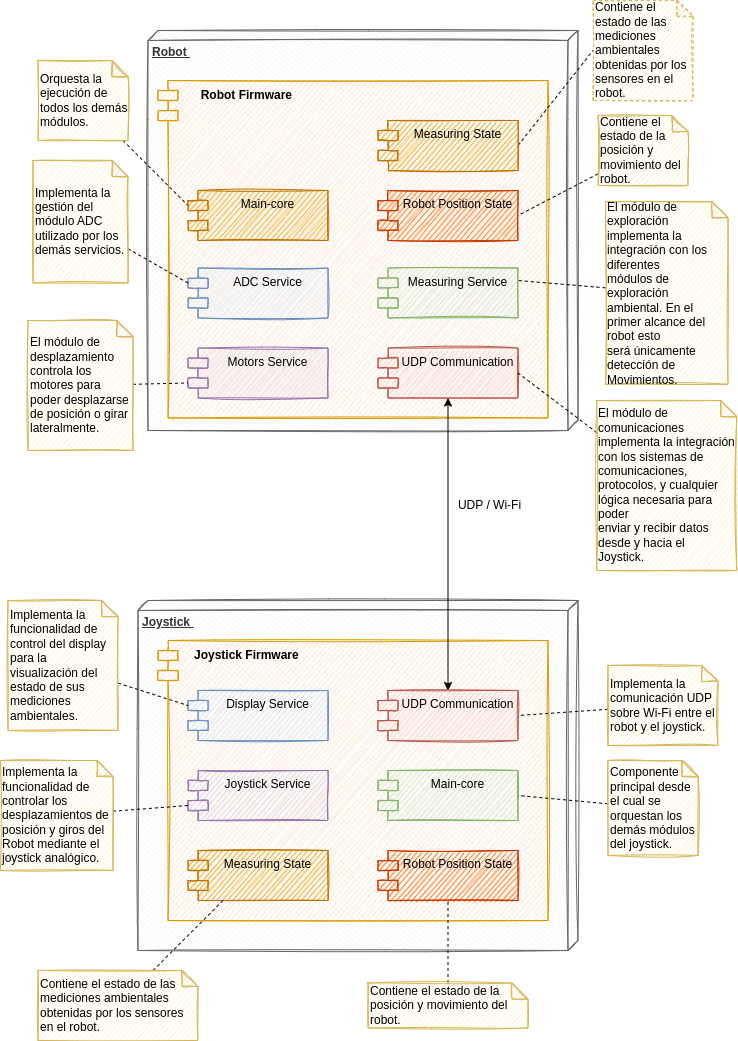 Contiene el
estado de las
mediciones
ambientales
obtenidas por los
sensores en el
robot.
Robot
Orquesta la
ejecución de
todos los demás
módulos.
Robot Firmware
Measuring State
Contiene el
estado de la
posición y
movimiento del
robot.
Implementa la
gestión del
módulo ADC
utilizado por los
demás servicios.
Main-core
Robot Position State
El módulo de
exploración
implementa la
integración con los
diferentes
módulos de
exploración
ambiental. En el
primer alcance del
robot esto
será únicamente
detección de
Movimientos.
ADC Service
Measuring Service
El módulo de
desplazamiento
controla los
motores para
poder desplazarse
de posición o girar
lateralmente.
Motors Service
UDP Communication
El módulo de
comunicaciones
implementa la integración
con los sistemas de
comunicaciones,
protocolos, y cualquier
lógica necesaria para
poder
enviar y recibir datos
desde y hacia el
Joystick.
UDP / Wi-Fi
Implementa la
funcionalidad de
control del display
para la
visualización del
estado de sus
mediciones
ambientales.
Joystick
Joystick Firmware
Display Service
UDP Communication
Implementa la
comunicación UDP
sobre Wi-Fi entre el
robot y el joystick.
Implementa la
funcionalidad de
controlar los
desplazamientos de
posición y giros del
Robot mediante el
joystick analógico.
Joystick Service
Main-core
Componente
principal desde
el cual se
orquestan los
demás módulos
del joystick.
Measuring State
Robot Position State
Contiene el estado de las
mediciones ambientales
obtenidas por los sensores
en el robot.
Contiene el estado de la
posición y movimiento del
robot.